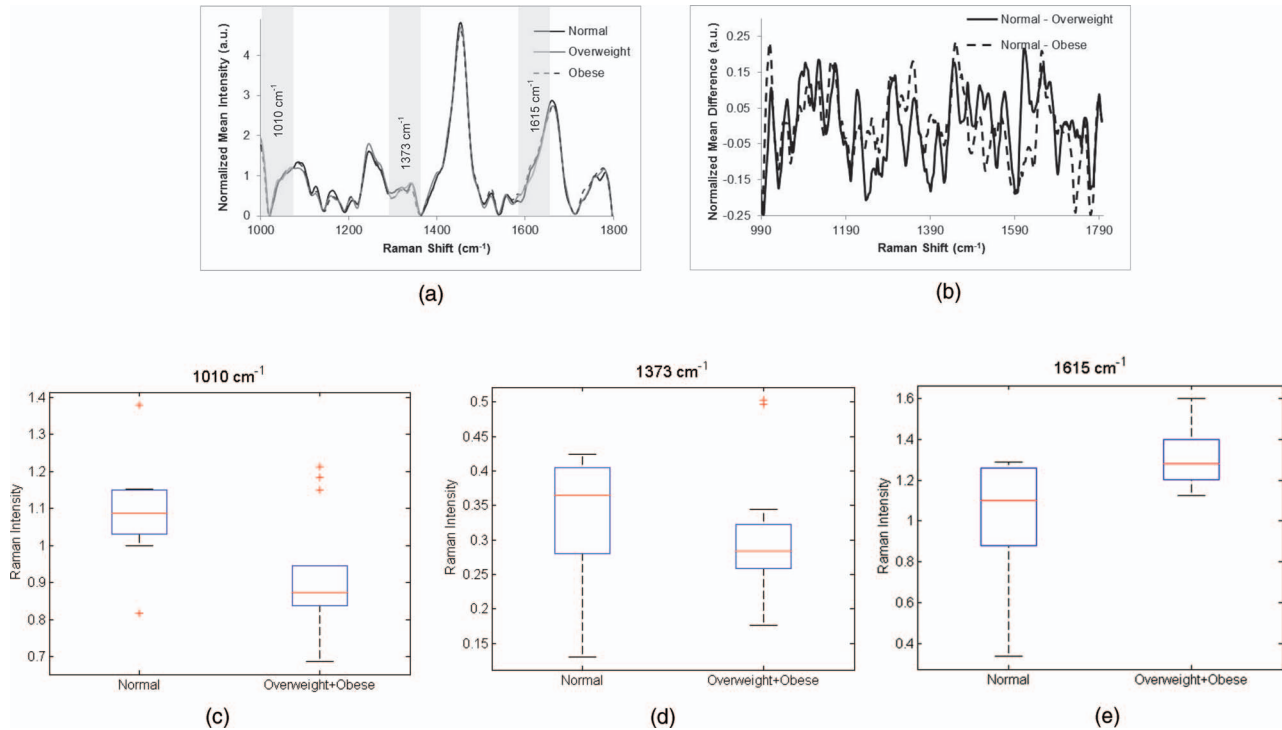 Normalized Mean Intensity (a.u.)
4
3
2
1
0
1010 cm-1
1373 cm-1
1615 cm-1
Normal
Overweight
Obese
1000 1200 1400 1600 1800
Raman Shift (cm-1)
(a)
Normalized Mean Difference (a.u.)
0.25
0.15
0.05
-0.05
-0.15
-0.25
Normal - Overweight
Normal - Obese
990 1190 1390 1590 1790
Raman Shift (cm-1)
(b)
1010 cm-1
Raman Intensity
1.4
1.3
1.2
1.1
1
0.9
0.8
0.7
Normal Overweight+Obese
(c)
1373 cm-1
Raman Intensity
0.5
0.45
0.4
0.35
0.3
0.25
0.2
0.15
Normal Overweight+Obese
(d)
1615 cm-1
Raman Intensity
1.6
1.4
1.2
1
0.8
0.6
0.4
Normal Overweight+Obese
(e)